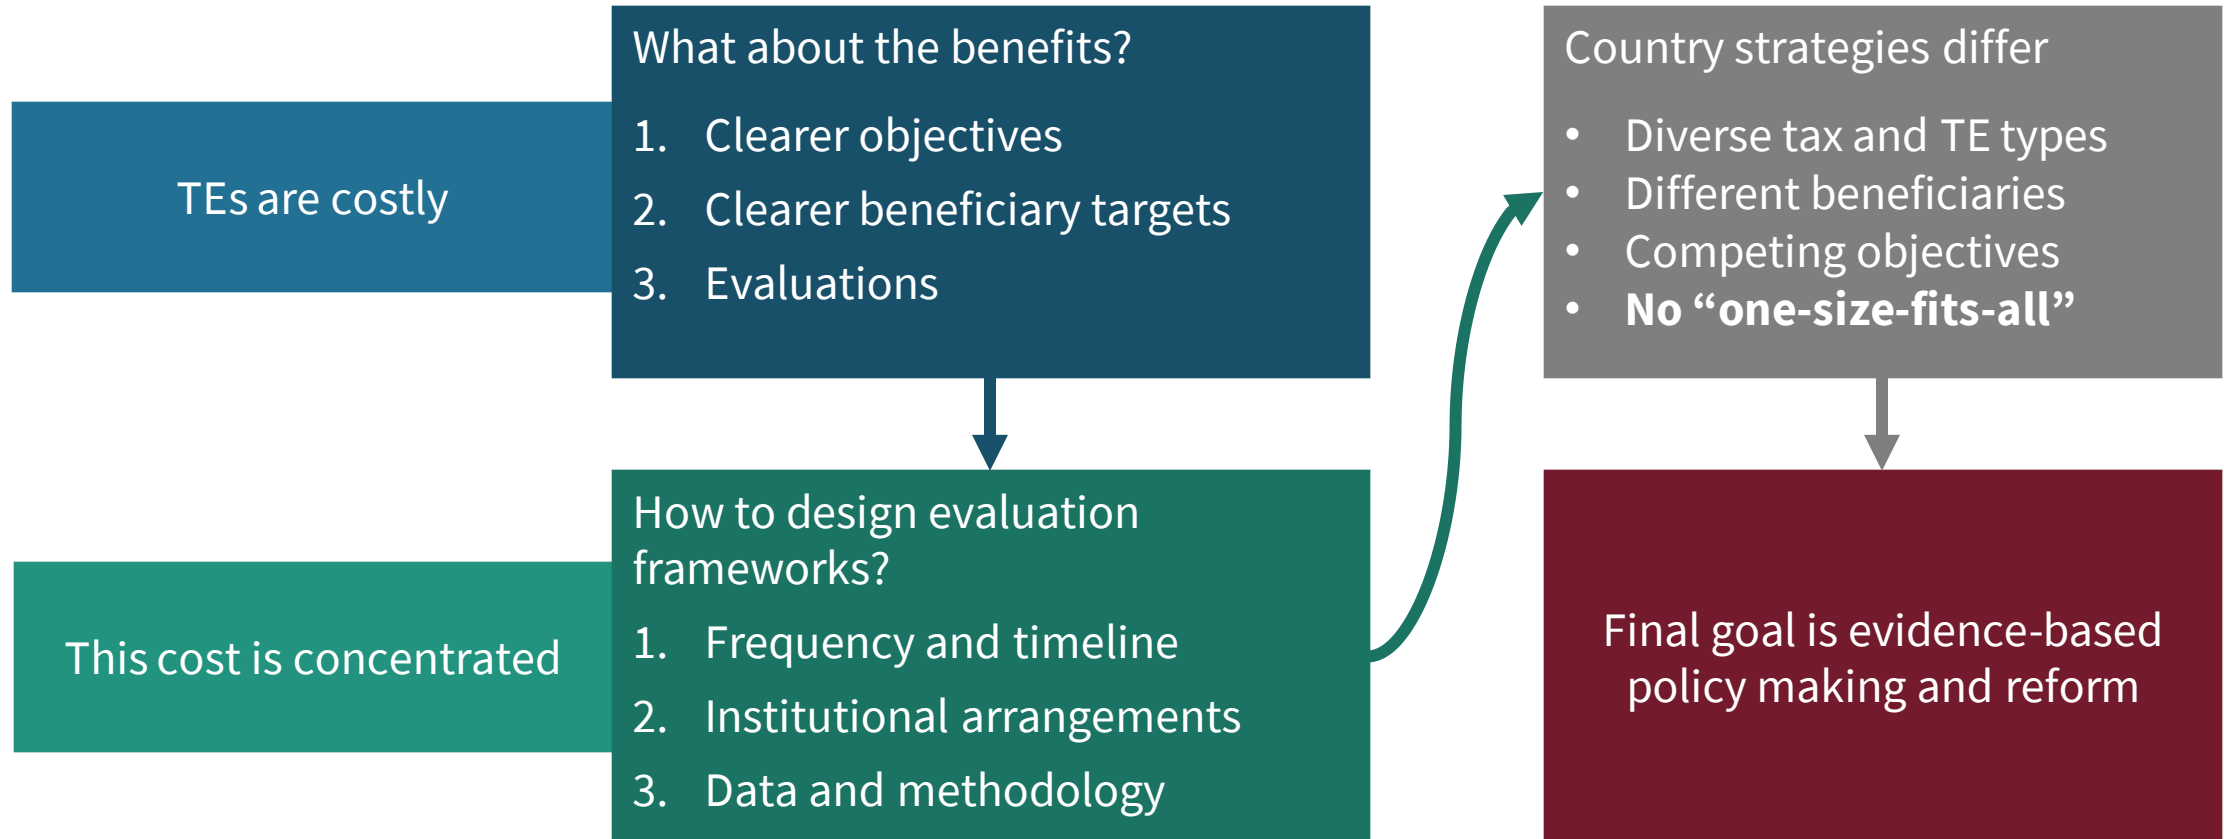 TEs are costly
What about the benefits?
1. Clearer objectives
2. Clearer beneficiary targets
3. Evaluations
This cost is concentrated
How to design evaluation
frameworks?
1. Frequency and timeline
2. Institutional arrangements
3. Data and methodology
Country strategies differ
• Diverse tax and TE types
• Different beneficiaries
• Competing objectives
• No “one-size-fits-all”
Final goal is evidence-based
policy making and reform